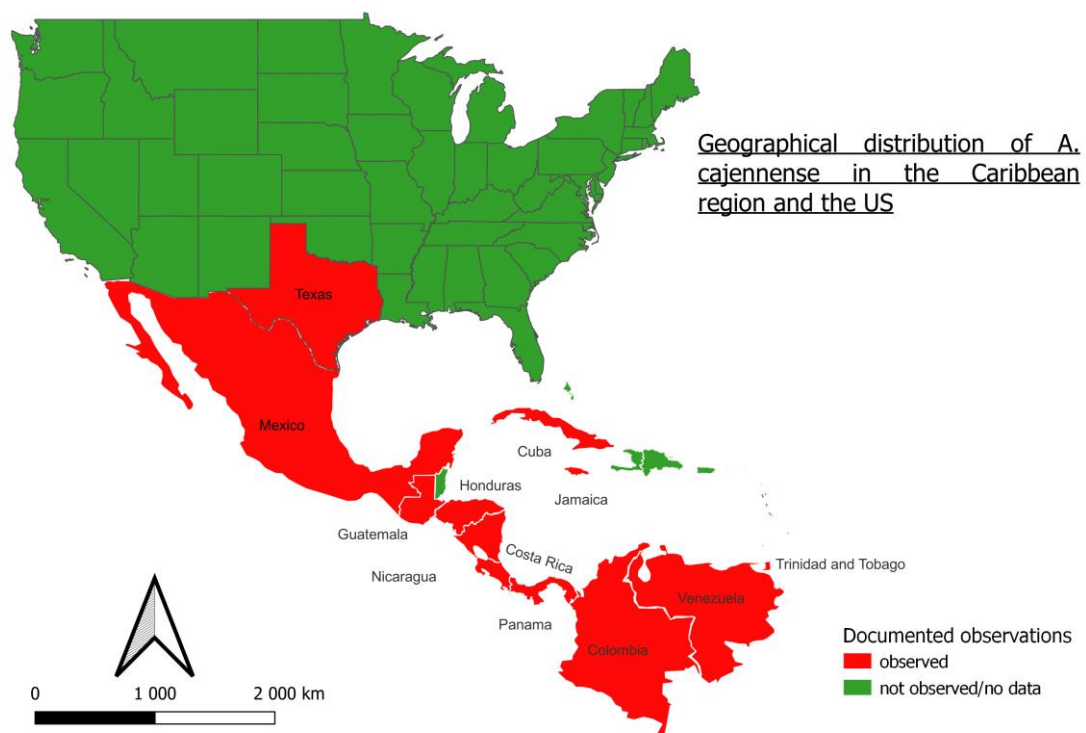 Geographical distribution of A.
cajennense in the Caribbean
region and the US
Texas
Mexico
Cuba
Honduras
Jamaica
Guatemala
Costa Rica
Trinidad and Tobago
Nicaragua
Venezuela
Panama
Colombia
Documented observations
observed
not observed/no data
0 1 000 2 000 km